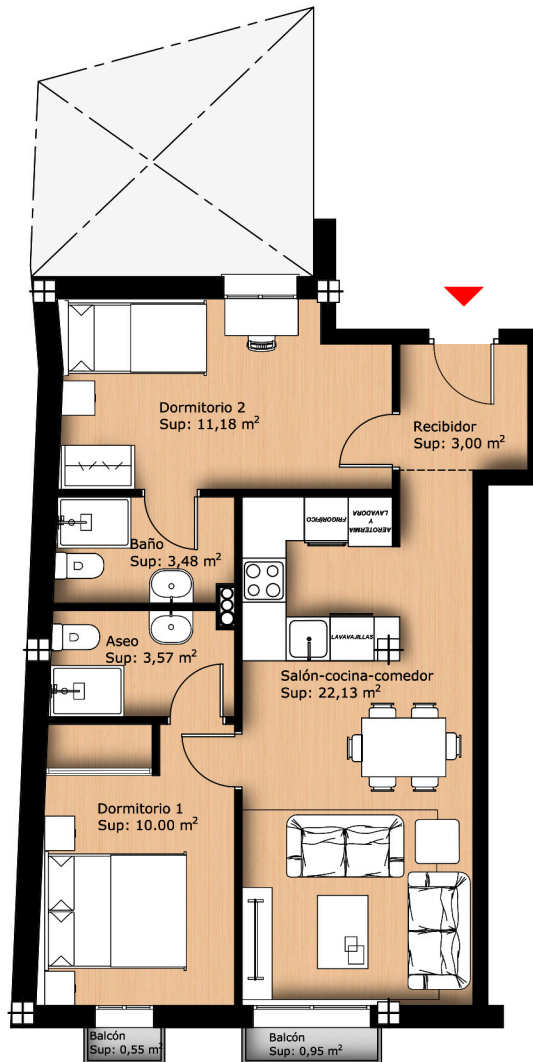 Dormitorio 2
Sup: 11,18 m²
Recibidor
Sup: 3,00 m²
FRIGORÍFICO
AEROTERMIA
Y
LAVADORA
Baño
Sup: 3,48 m²
LAVAVAJILLAS
Aseo
Sup: 3,57 m²
Salón-cocina-comedor
Sup: 22,13 m²
Dormitorio 1
Sup: 10.00 m²
Balcón
Sup: 0,55 m²
Balcón
Sup: 0,95 m²